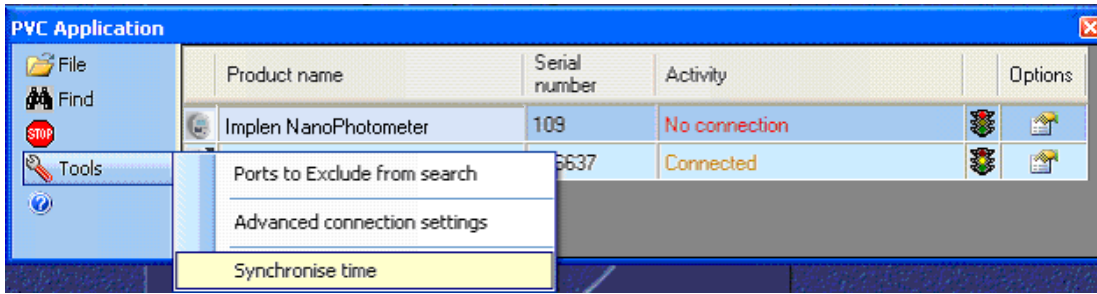 PVC Application
File
Find
STOP
Tools
Product name Serial number Activity Options
Implen NanoPhotometer 109 No connection
6637 Connected
Ports to Exclude from search
Advanced connection settings
Synchronise time